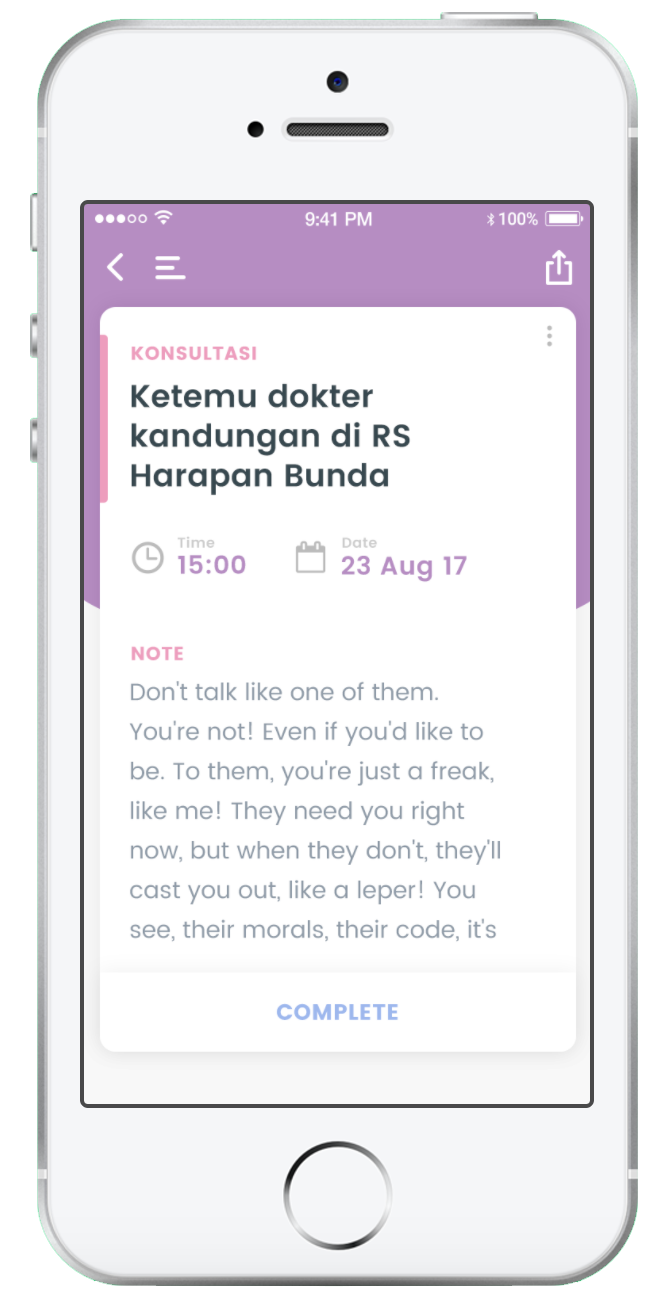 9:41 PM 100%
KONSULTASI
Ketemu dokter
kandungan di RS
Harapan Bunda
Time Date
15:00 23 Aug 17
NOTE
Don't talk like one of them.
You're not! Even if you'd like to
be. To them, you're just a freak,
like me! They need you right
now, but when they don't, they'll
cast you out, like a leper! You
see, their morals, their code, it's
COMPLETE